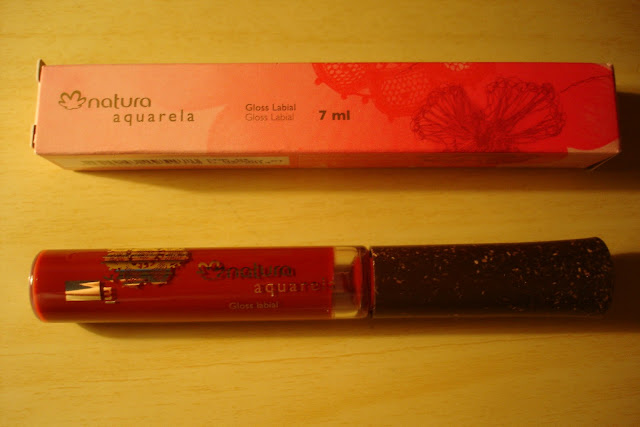 natura
aquarela
Gloss Labial
Gloss Labial
7 ml
natura
aquarela
Gloss labial